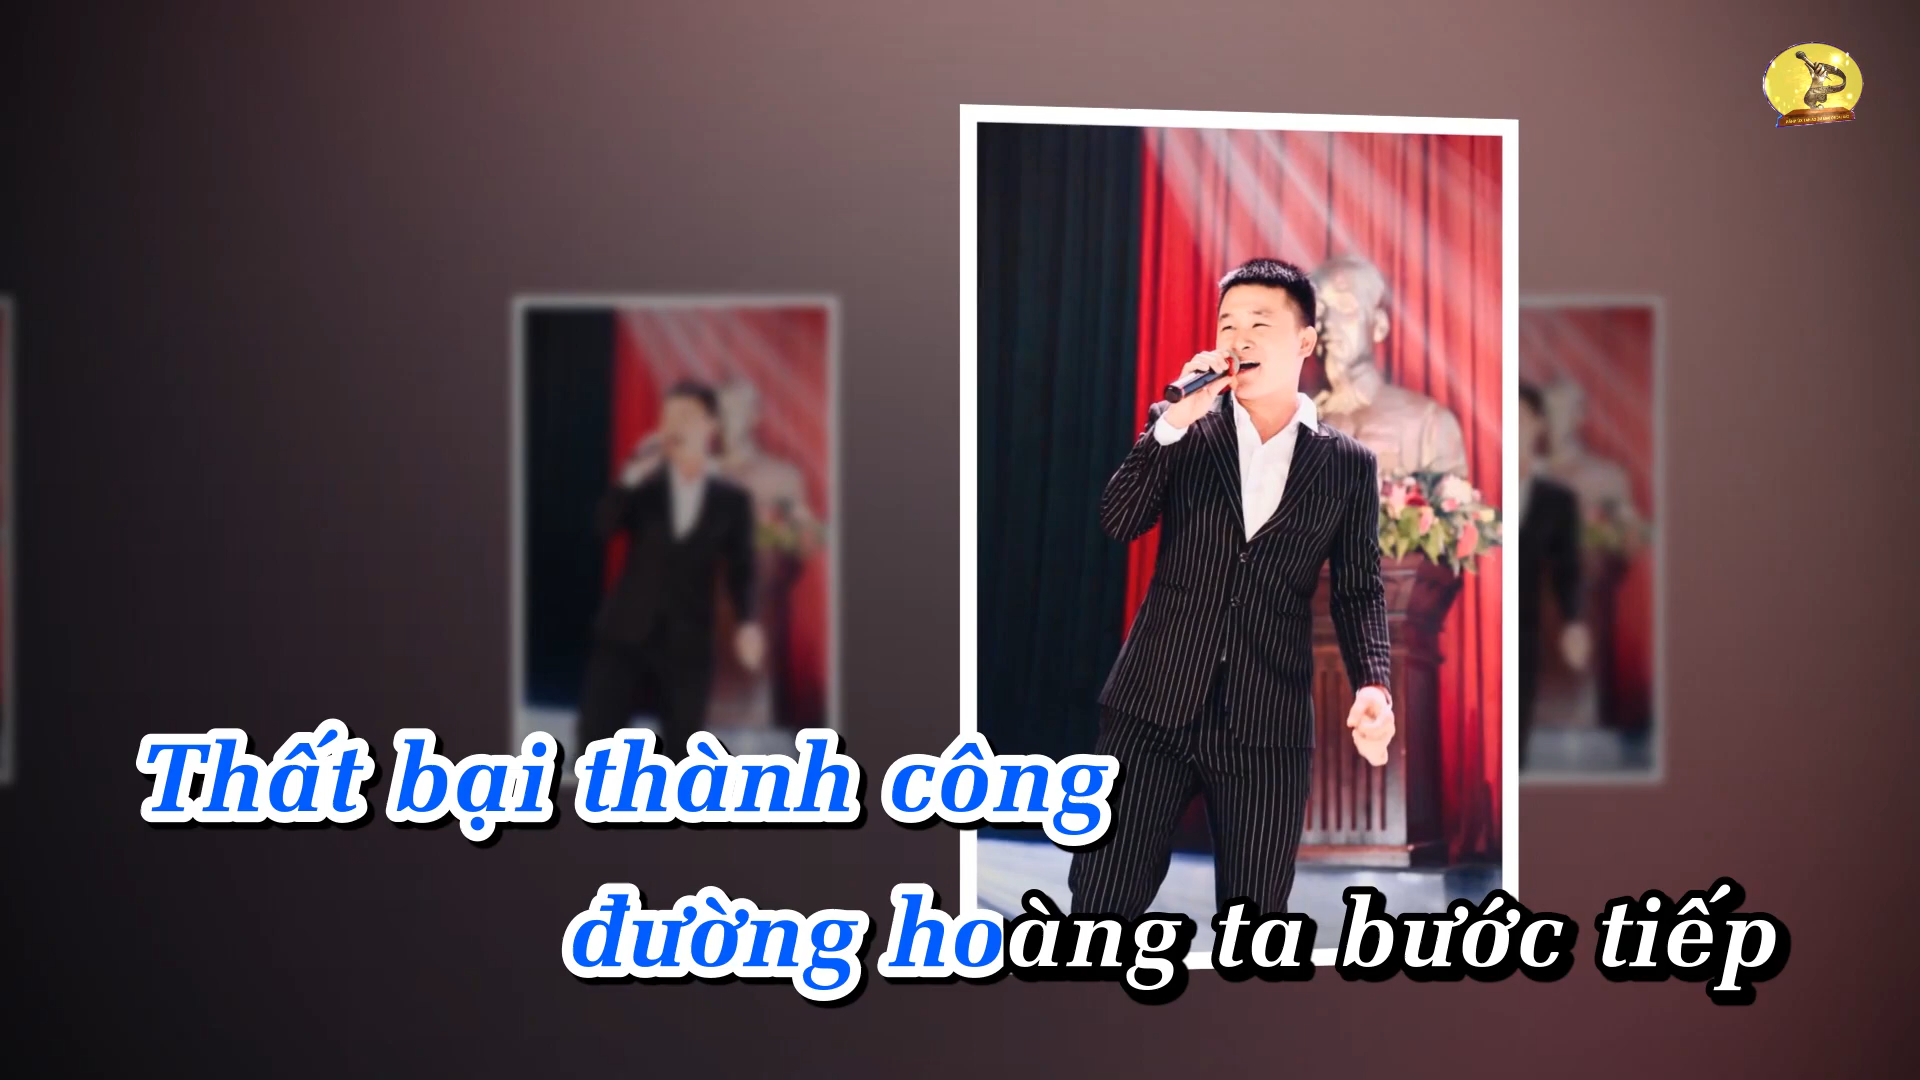 Thất bại thành công
đường hoàng ta bước tiếp